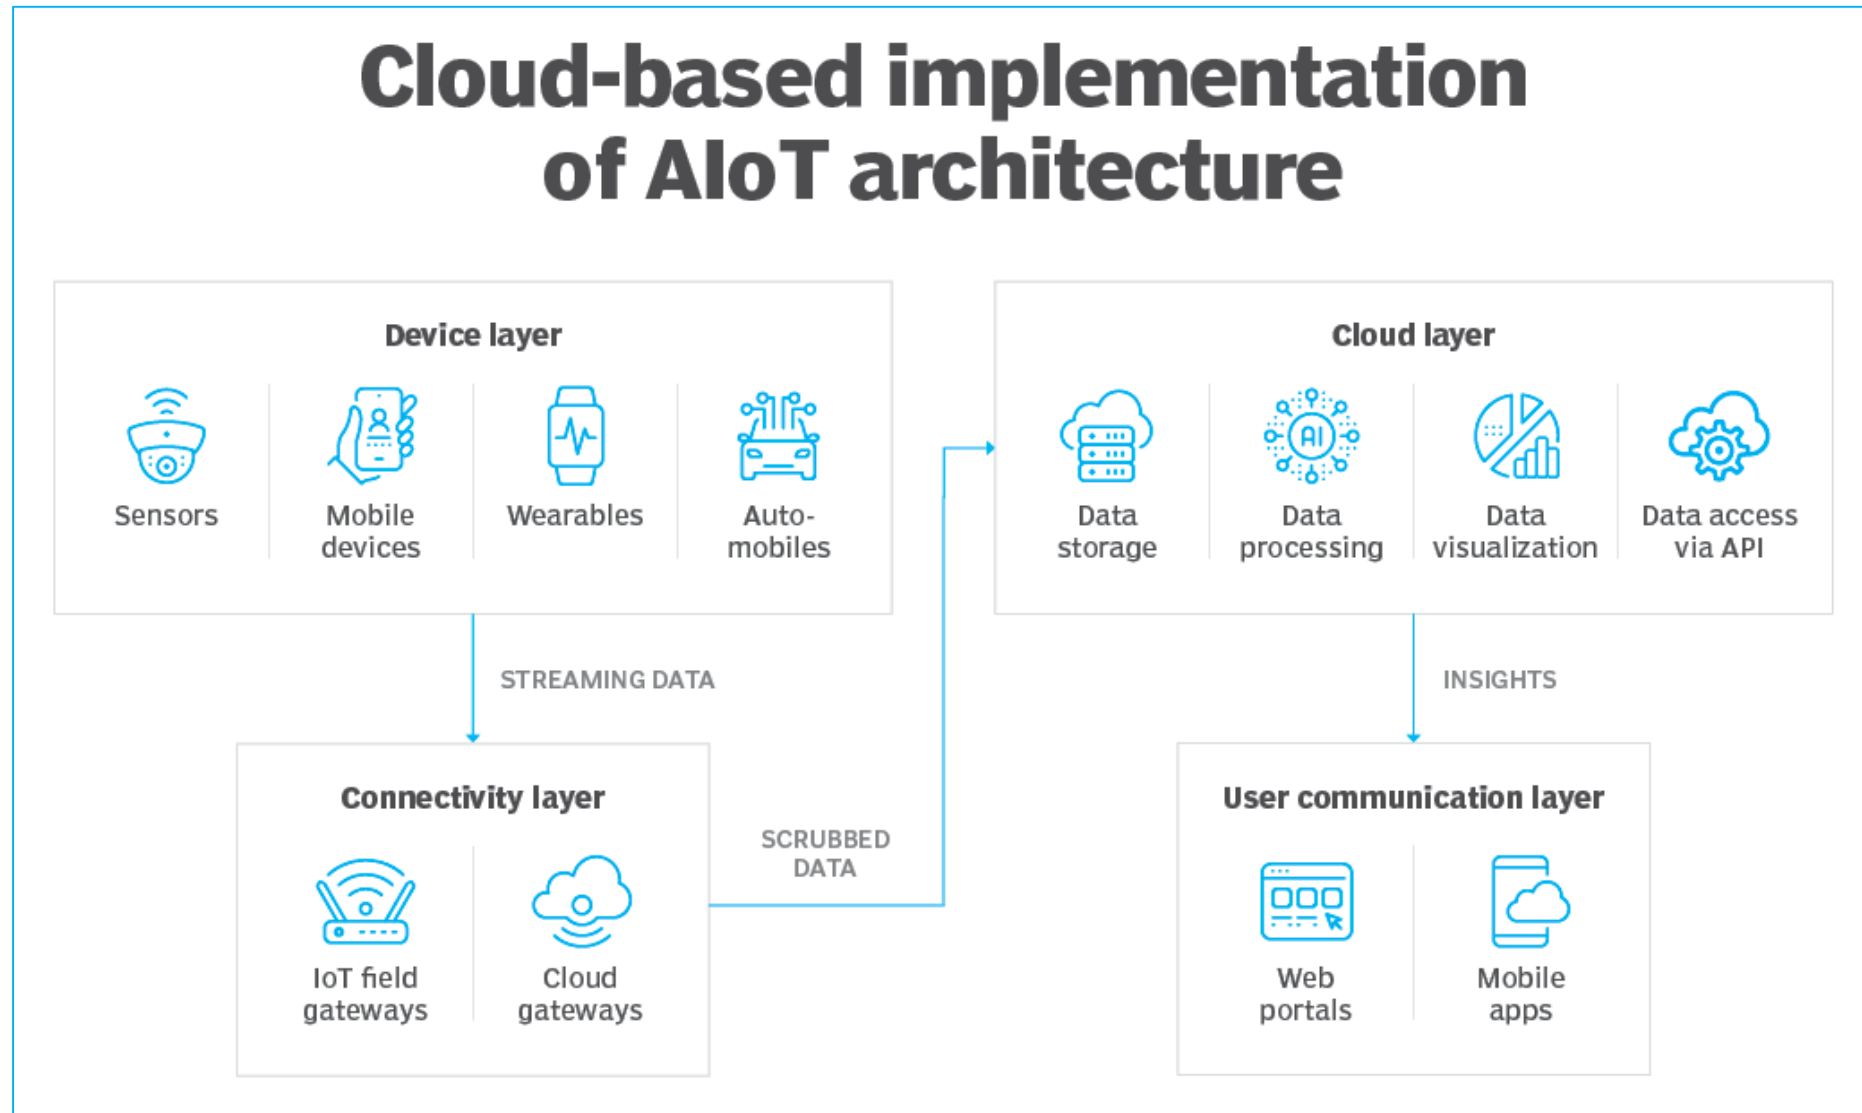 Cloud-based implementation
of AIoT architecture
Device layer
Sensors
Mobile
devices
Wearables
Auto-
mobiles
STREAMING DATA
Connectivity layer
IoT field
gateways
Cloud
gateways
SCRUBBED
DATA
Cloud layer
Data
storage
AI
Data
processing
Data
visualization
Data access
via API
INSIGHTS
User communication layer
Web
portals
Mobile
apps